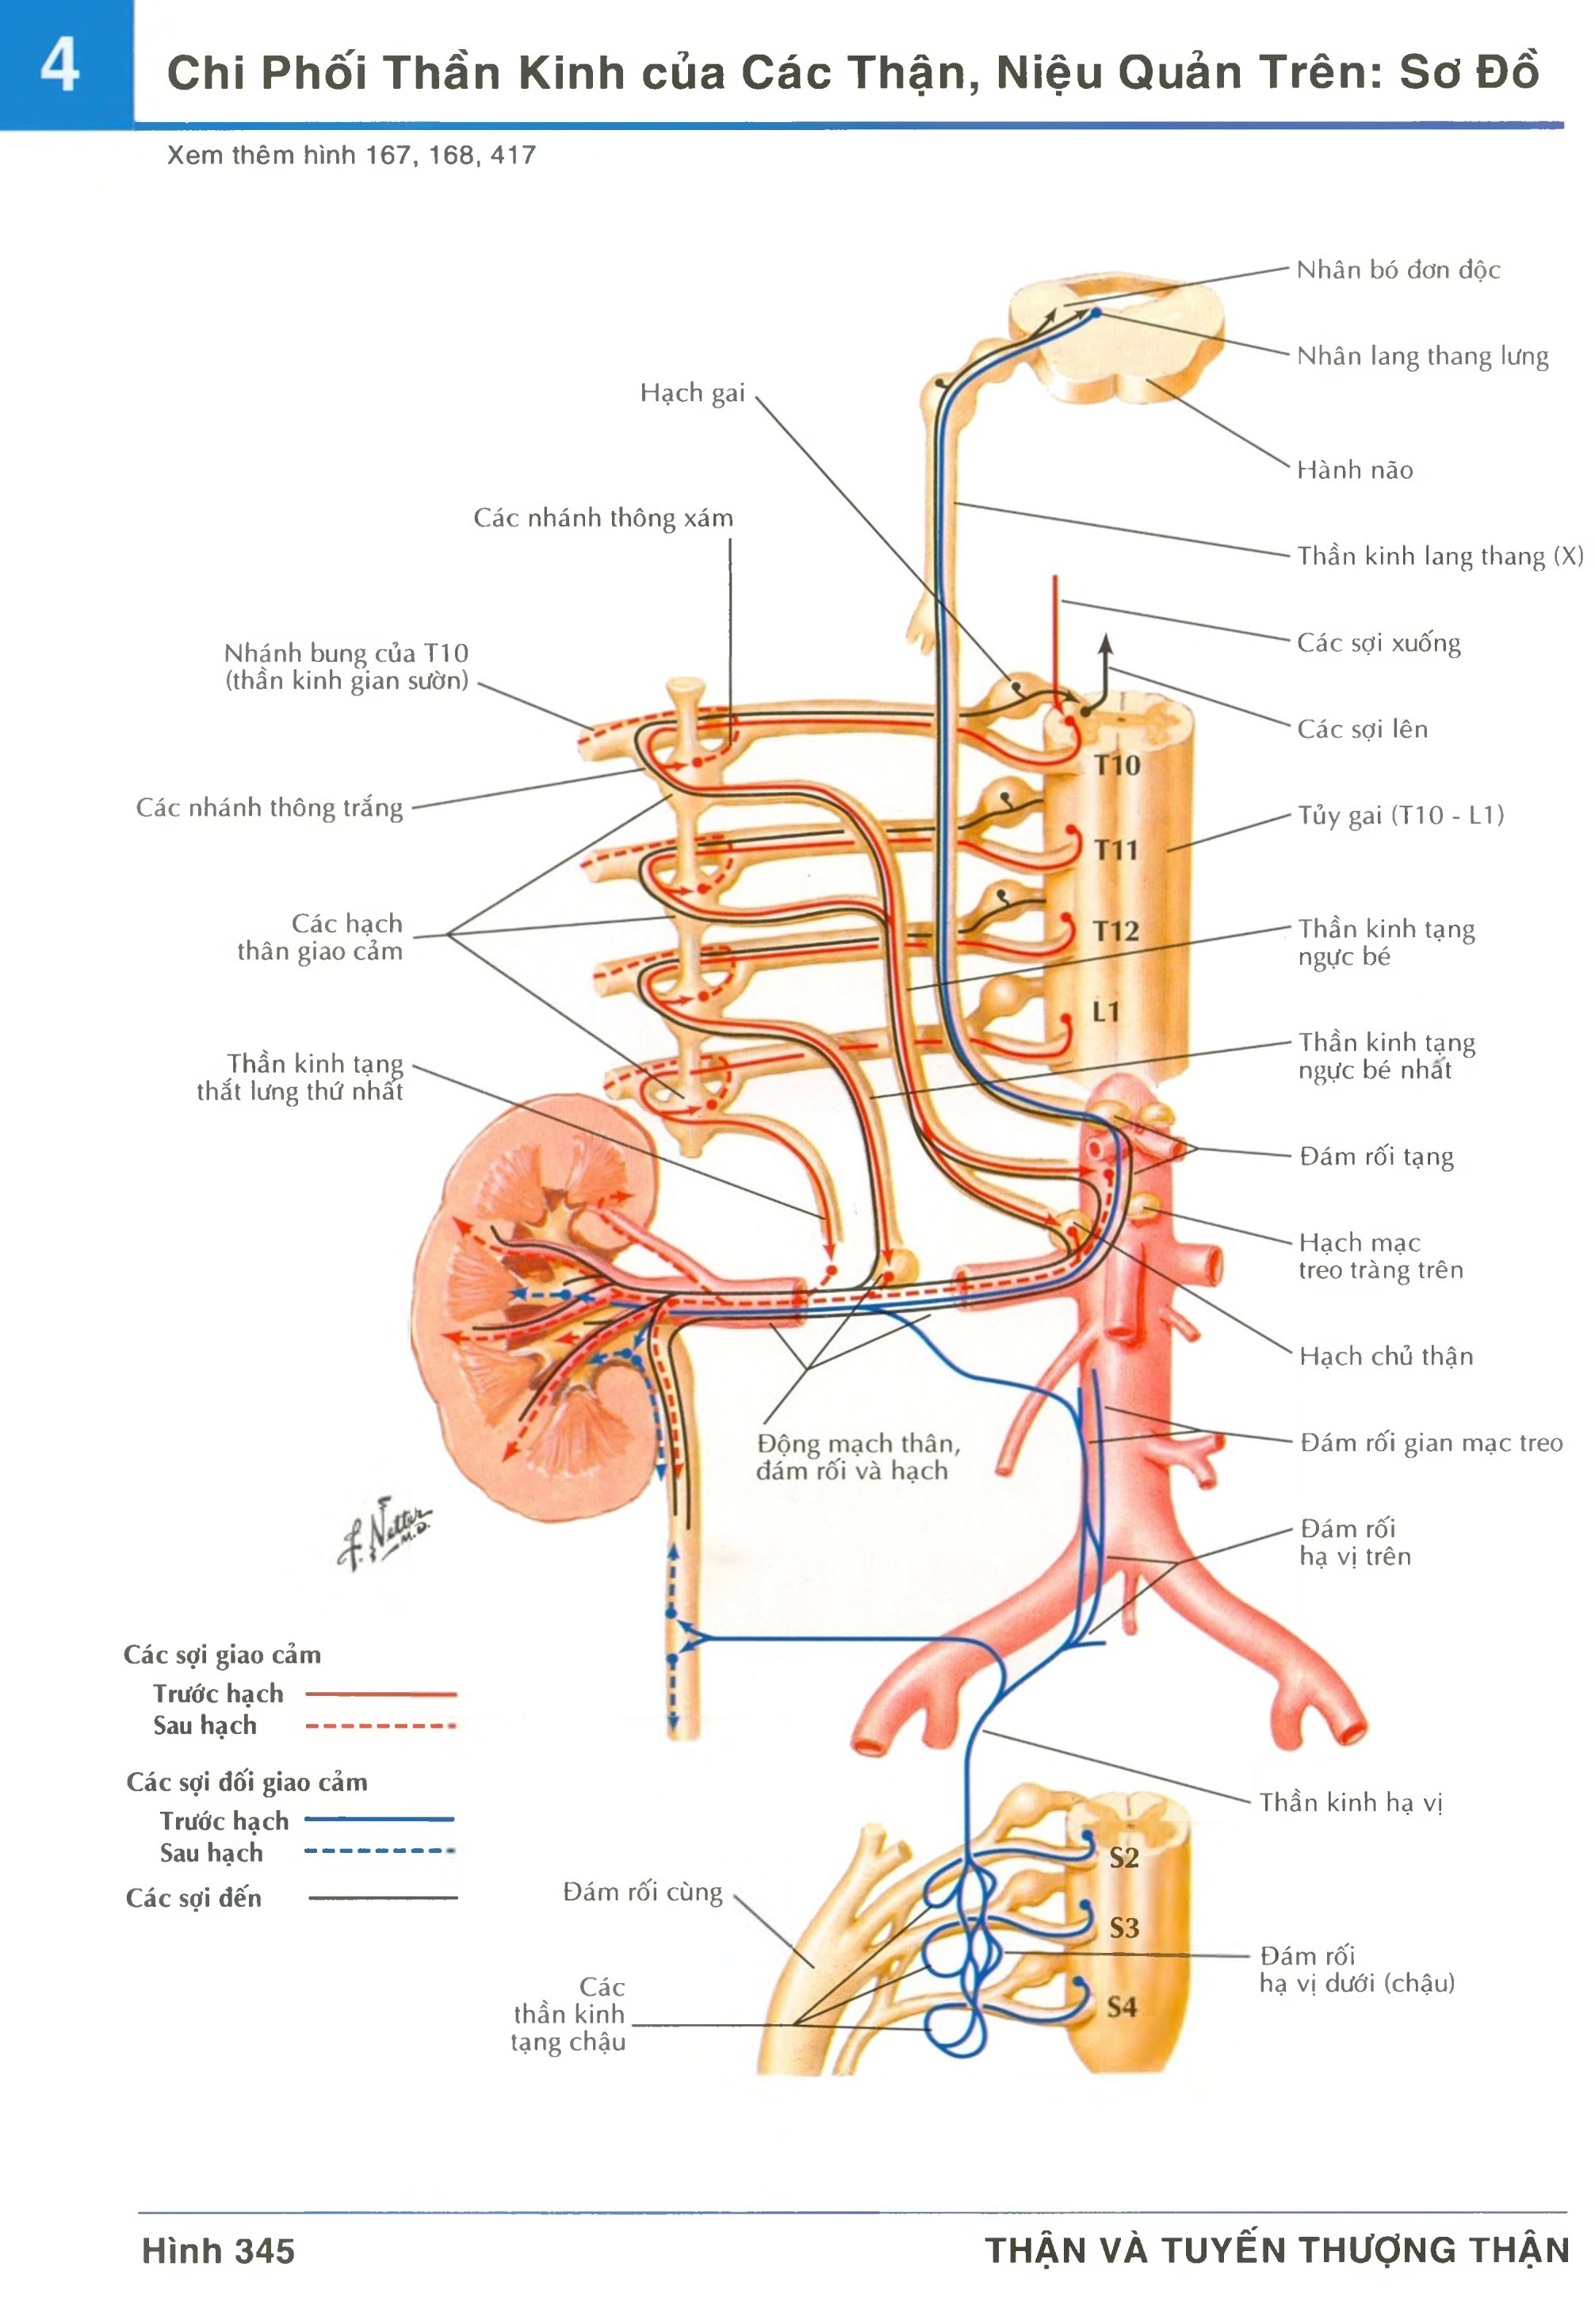 4
Chi Phối Thần Kinh của Các Thận, Niệu Quản Trên: Sơ Đồ
Xem thêm hình 167, 168, 417
Nhân bó đơn độc
Nhân lang thang lưng
Hạch gai
Hành não
Các nhánh thông xám
Thần kinh lang thang (X)
Nhánh bung của T10
(thần kinh gian sườn)
Các sợi xuống
Các sợi lên
T10
Các nhánh thông trắng
Tủy gai (T10 - L1)
T11
Các hạch
thân giao cảm
T12
Thần kinh tạng
ngực bé
L1
Thần kinh tạng
ngực bé nhất
Thần kinh tạng
thắt lưng thứ nhất
Đám rối tạng
Hạch mạc
treo tràng trên
Hạch chủ thận
Động mạch thân,
đám rối và hạch
Đám rối gian mạc treo
F. Netter
M.D.
Đám rối
hạ vị trên
Các sợi giao cảm
Trước hạch
Sau hạch
Các sợi đối giao cảm
Trước hạch
Sau hạch
Các sợi đến
Thần kinh hạ vị
S2
Đám rối cùng
S3
Đám rối
hạ vị dưới (chậu)
Các
thần kinh
tạng chậu
S4
Hình 345
THẬN VÀ TUYẾN THƯỢNG THẬN